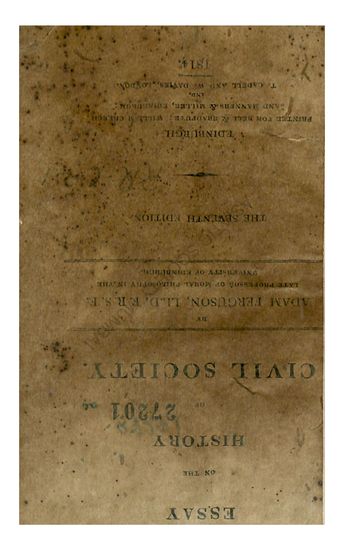 ESSAY
ON THE
HISTORY
OF
27201
CIVIL SOCIETY.
BY
ADAM FERGUSON, LL.D. F.R.S.E.
LATE PROFESSOR OF MORAL PHILOSOPHY IN THE
UNIVERSITY OF EDINBURGH.
THE SEVENTH EDITION.
EDINBURGH
PRINTED FOR BELL & BRADFUTE; WILLM CREECH;
AND MANNERS & MILLER, EDINBURGH:
AND,
T. CADELL AND W. DAVIES, LONDON.
1814.